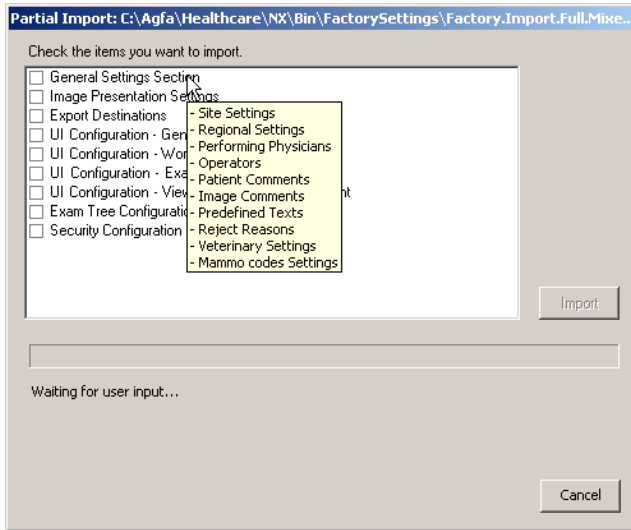 Partial Import: C:\Agfa\Healthcare\NX\Bin\FactorySettings\Factory.Import.Full.Mixe..
Check the items you want to import.
General Settings Section
Image Presentation Settings
Export Destinations
UI Configuration - Gen
UI Configuration - Wor
UI Configuration - Exa
UI Configuration - View
nt
Exam Tree Configuratio
Security Configuration
- Site Settings
- Regional Settings
- Performing Physicians
- Operators
- Patient Comments
- Image Comments
- Predefined Texts
- Reject Reasons
- Veterinary Settings
- Mammo codes Settings
Import
Waiting for user input...
Cancel